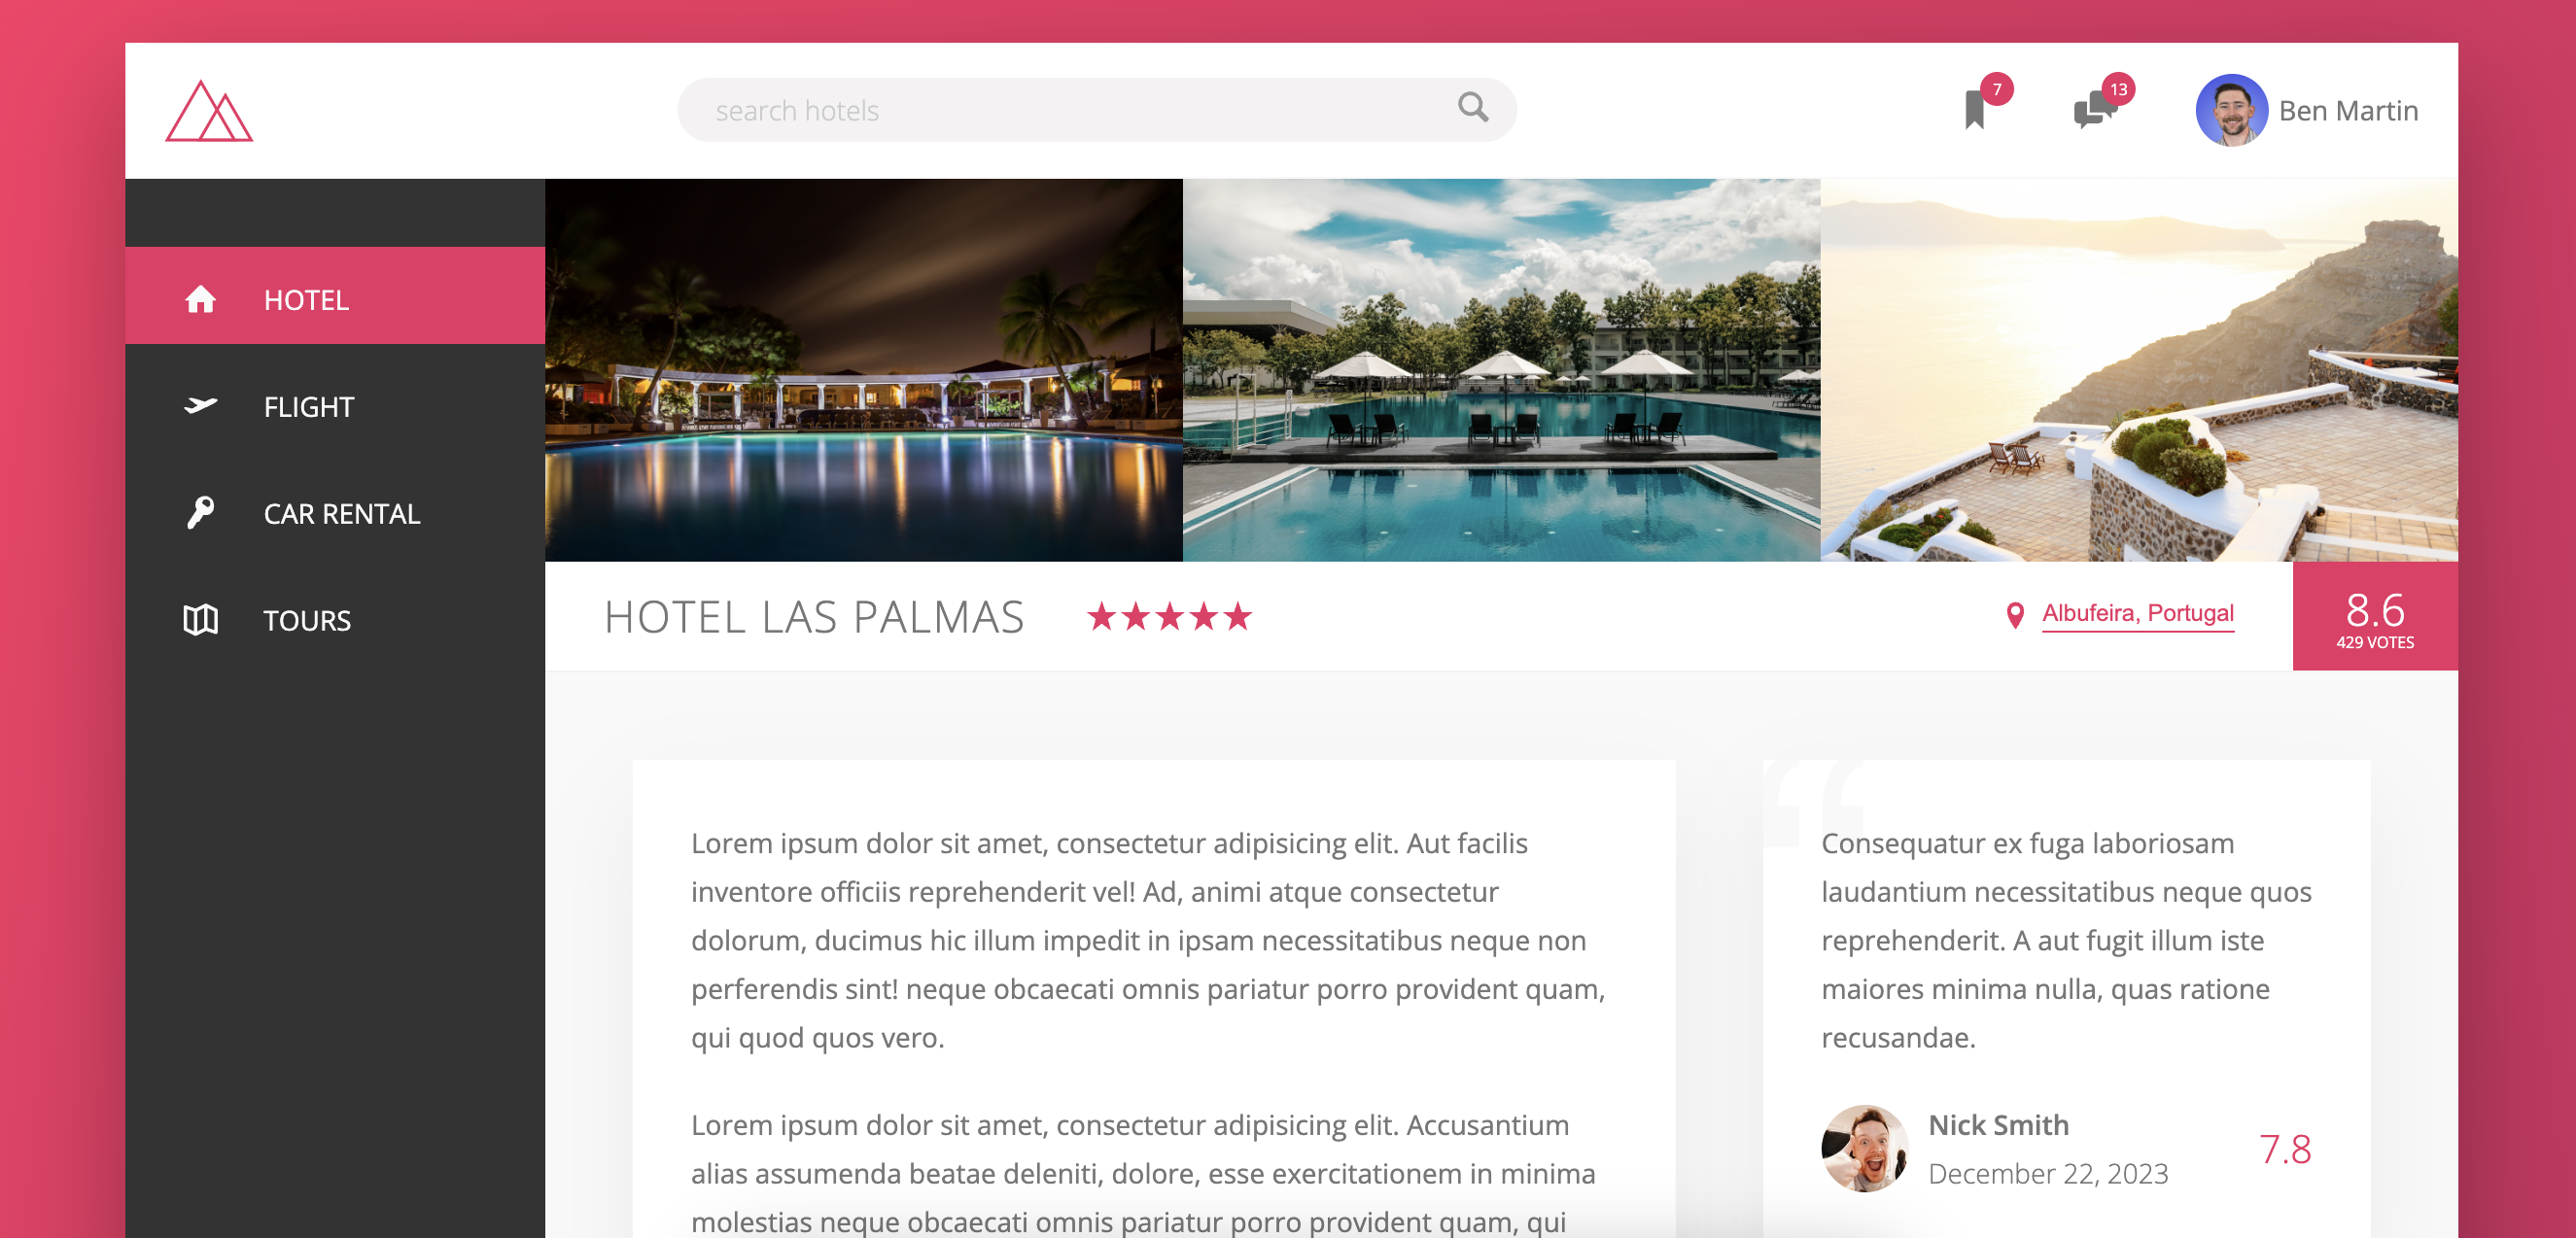 search hotels
7
13
Ben Martin
HOTEL
FLIGHT
CAR RENTAL
TOURS
HOTEL LAS PALMAS
Albufeira, Portugal
8.6
429 VOTES
Lorem ipsum dolor sit amet, consectetur adipisicing elit. Aut facilis
inventore officiis reprehenderit vel! Ad, animi atque consectetur
dolorum, ducimus hic illum impedit in ipsam necessitatibus neque non
perferendis sint! neque obcaecati omnis pariatur porro provident quam,
qui quod quos vero.
Lorem ipsum dolor sit amet, consectetur adipisicing elit. Accusantium
alias assumenda beatae deleniti, dolore, esse exercitationem in minima
molestias neque obcaecati omnis pariatur porro provident quam, qui
“
Consequatur ex fuga laboriosam
laudantium necessitatibus neque quos
reprehenderit. A aut fugit illum iste
maiores minima nulla, quas ratione
recusandae.
Nick Smith
December 22, 2023
7.8